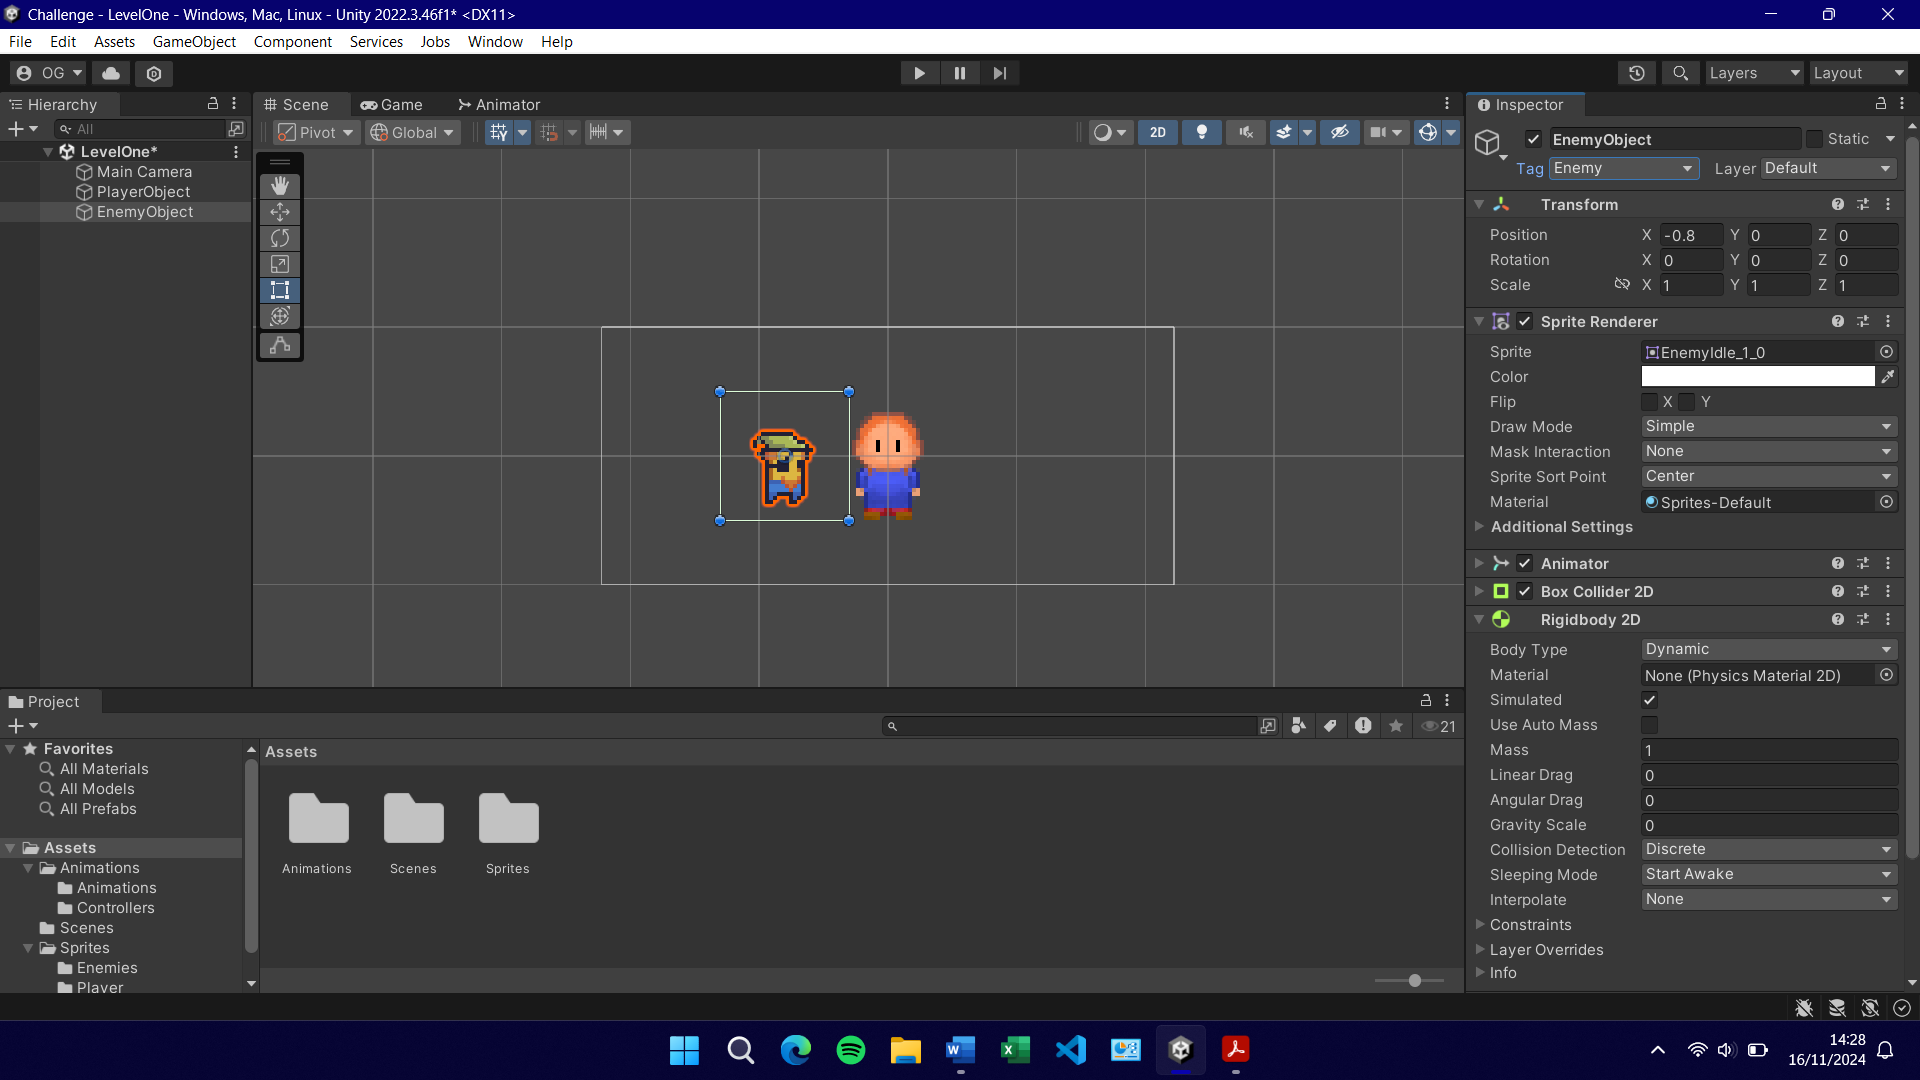 Challenge - LevelOne - Windows, Mac, Linux - Unity 2022.3.46f1* <DX11>
File Edit Assets GameObject Component Services Jobs Window Help
OG Layers Layout
Hierarchy
All
LevelOne*
Main Camera
PlayerObject
EnemyObject
Scene Game Animator
Pivot Global 2D
Inspector
EnemyObject Static
Tag Enemy Layer Default
Transform
Position X -0.8 Y 0 Z 0
Rotation X 0 Y 0 Z 0
Scale X 1 Y 1 Z 1
Sprite Renderer
Sprite EnemyIdle_1_0
Color
Flip X Y
Draw Mode Simple
Mask Interaction None
Sprite Sort Point Center
Material Sprites-Default
Additional Settings
Animator
Box Collider 2D
Rigidbody 2D
Body Type Dynamic
Material None (Physics Material 2D)
Simulated
Use Auto Mass
Mass 1
Linear Drag 0
Angular Drag 0
Gravity Scale 0
Collision Detection Discrete
Sleeping Mode Start Awake
Interpolate None
Constraints
Layer Overrides
Info
Project
21
Favorites
All Materials
All Models
All Prefabs
Assets
Animations
Animations
Controllers
Scenes
Sprites
Enemies
Player
Assets
Animations Scenes Sprites
14:28
16/11/2024